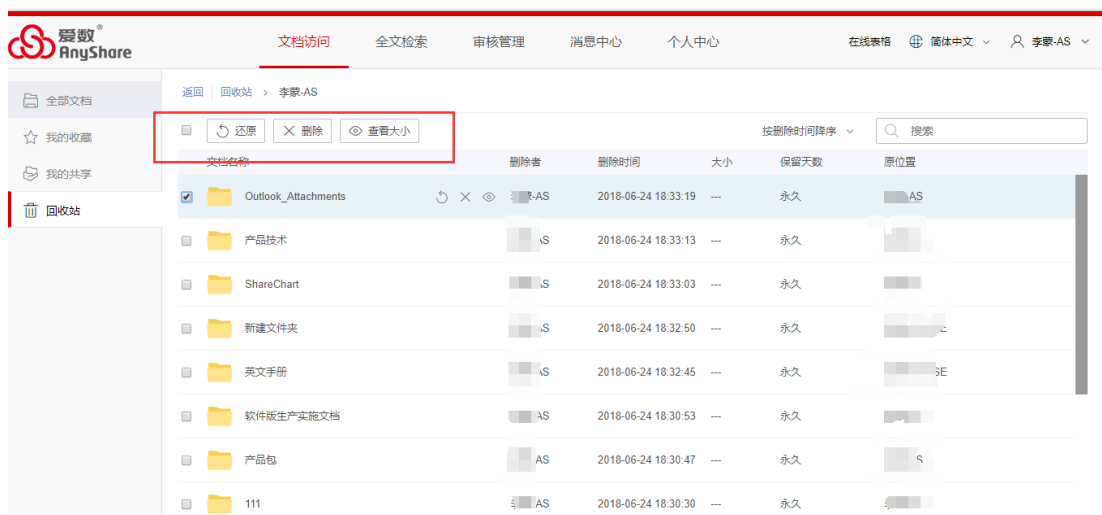 爱数®
AnyShare
文档访问 全文检索 审核管理 消息中心 个人中心 在线表格 简体中文 李蒙-AS
全部文档
我的收藏
我的共享
回收站
返回 | 回收站 > 李蒙-AS
还原 删除 查看大小 按删除时间降序 搜索
文档名称 删除者 删除时间 大小 保留天数 原位置
Outlook_Attachments -AS 2018-06-24 18:33:19 --- 永久 AS
产品技术 AS 2018-06-24 18:33:13 --- 永久
ShareChart 2018-06-24 18:33:03 --- 永久
新建文件夹 2018-06-24 18:32:50 --- 永久
英文手册 2018-06-24 18:32:45 --- 永久 SE
软件版生产实施文档 AS 2018-06-24 18:30:53 --- 永久
产品包 AS 2018-06-24 18:30:47 --- 永久 S
111 AS 2018-06-24 18:30:30 --- 永久